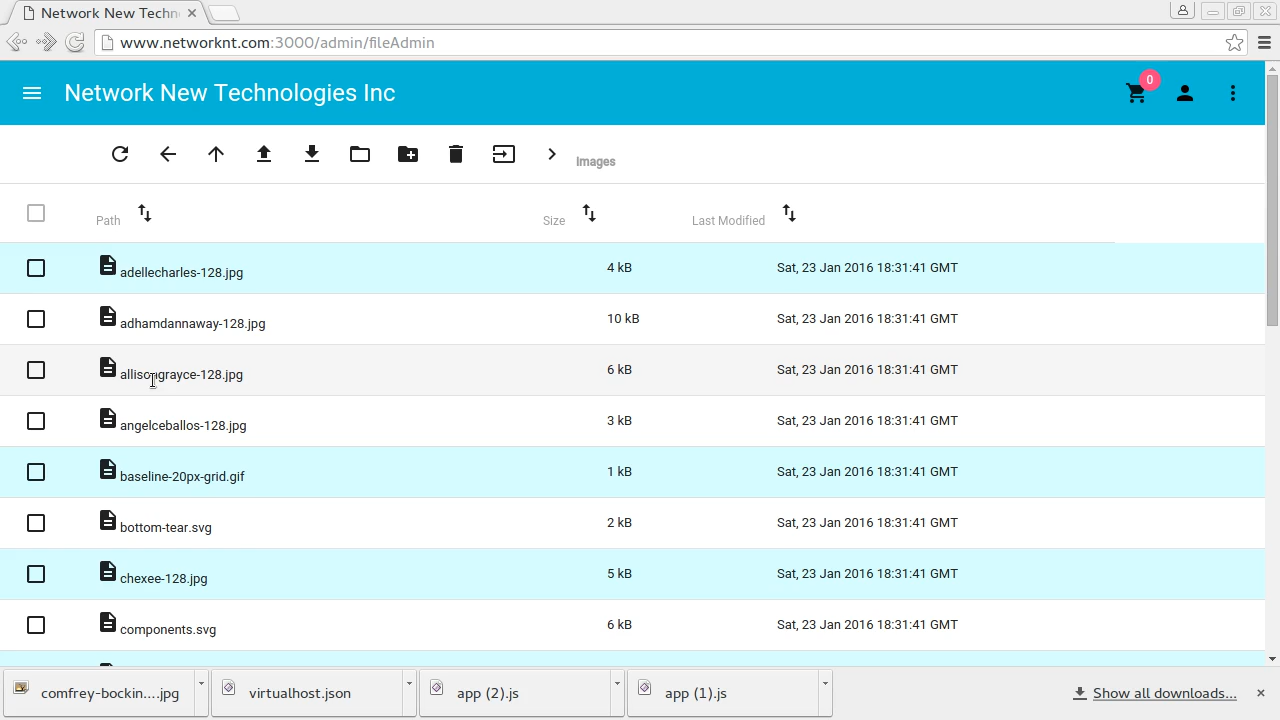 Network New Techn
www.networknt.com:3000/admin/fileAdmin
Network New Technologies Inc
0
Images
Path Size Last Modified
adellecharles-128.jpg 4 kB Sat, 23 Jan 2016 18:31:41 GMT
adhamdannaway-128.jpg 10 kB Sat, 23 Jan 2016 18:31:41 GMT
allisongrayce-128.jpg 6 kB Sat, 23 Jan 2016 18:31:41 GMT
angelceballos-128.jpg 3 kB Sat, 23 Jan 2016 18:31:41 GMT
baseline-20px-grid.gif 1 kB Sat, 23 Jan 2016 18:31:41 GMT
bottom-tear.svg 2 kB Sat, 23 Jan 2016 18:31:41 GMT
chexee-128.jpg 5 kB Sat, 23 Jan 2016 18:31:41 GMT
components.svg 6 kB Sat, 23 Jan 2016 18:31:41 GMT
comfrey-bockin....jpg virtualhost.json app (2).js app (1).js Show all downloads...